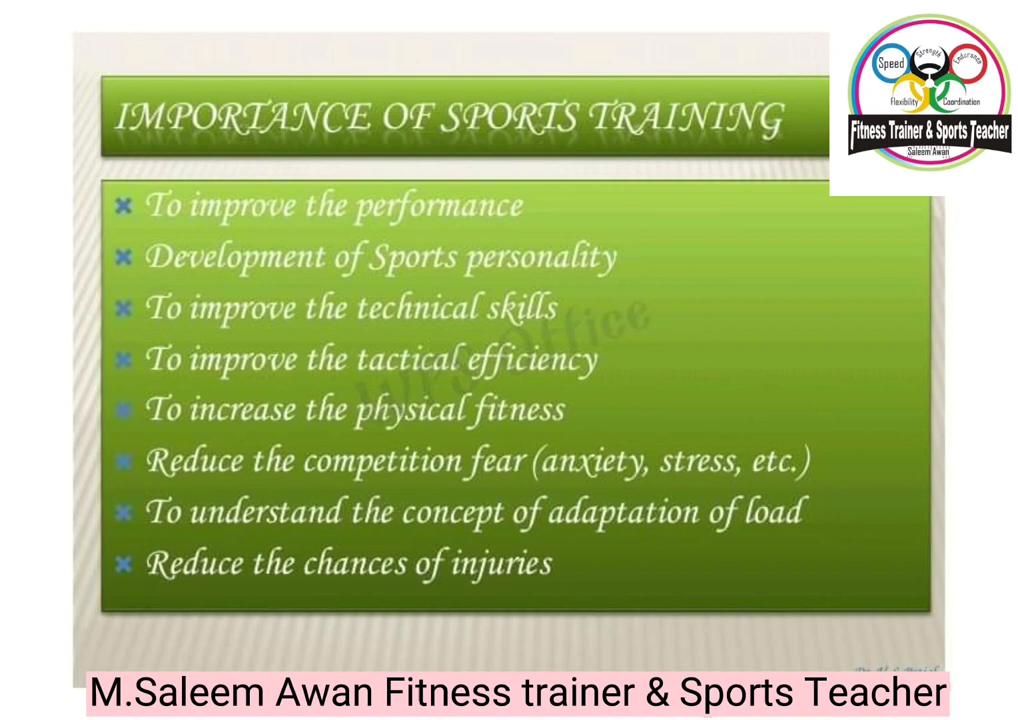 IMPORTANCE OF SPORTS TRAINING
Speed
Strength
Endurance
Flexibility
Coordination
Fitness Trainer & Sports Teacher
Saleem Awan
To improve the performance
Development of Sports personality
To improve the technical skills
To improve the tactical efficiency
To increase the physical fitness
Reduce the competition fear (anxiety, stress, etc.)
To understand the concept of adaptation of load
Reduce the chances of injuries
WPS Office
M.Saleem Awan Fitness trainer & Sports Teacher